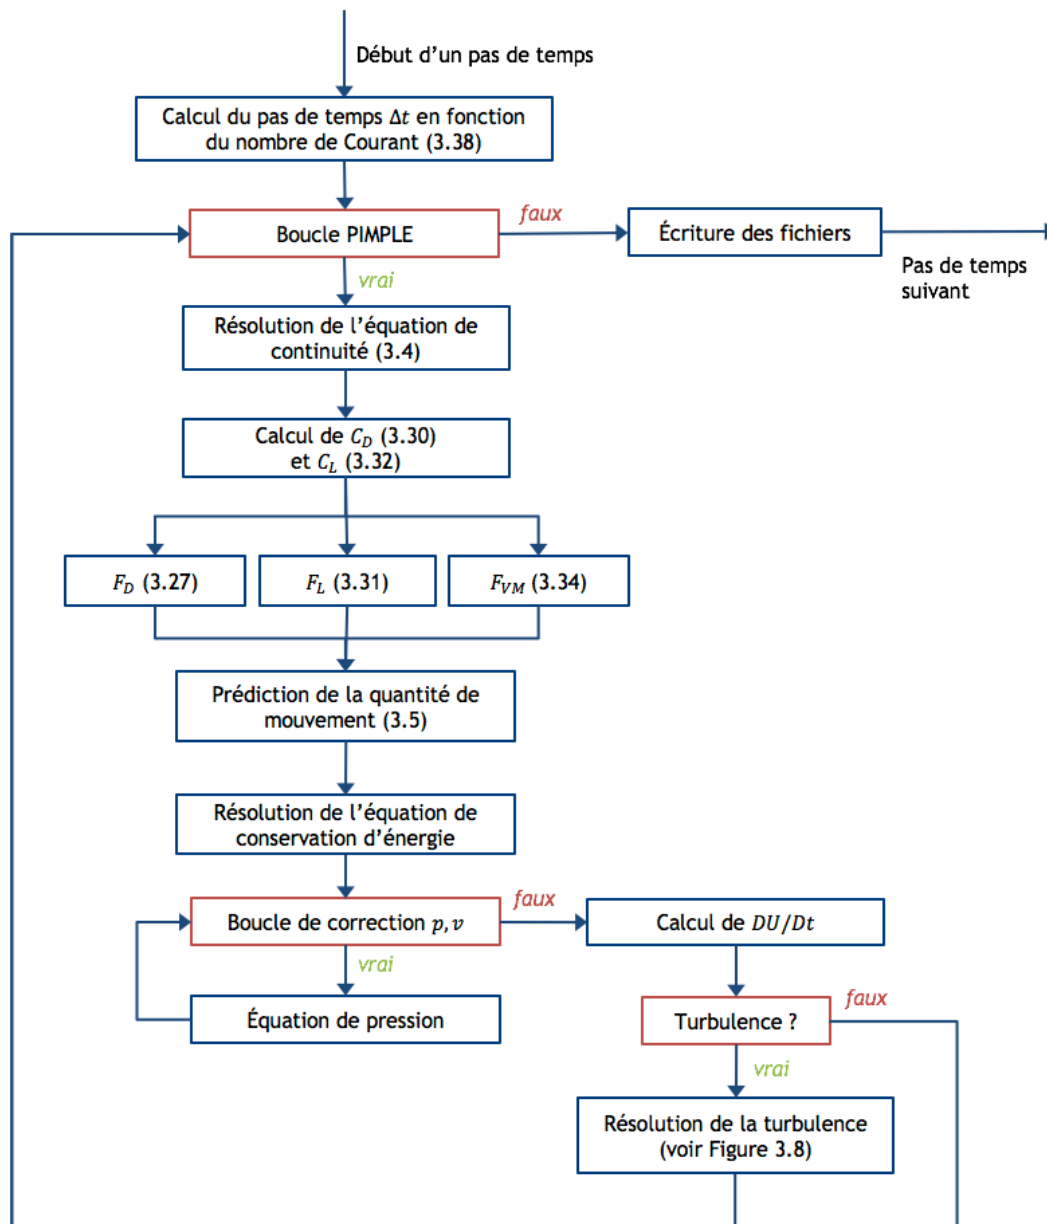 Début d'un pas de temps
Calcul du pas de temps Δt en fonction
du nombre de Courant (3.38)
Boucle PIMPLE
faux
Écriture des fichiers
Pas de temps
suivant
vrai
Résolution de l'équation de
continuité (3.4)
Calcul de C_D (3.30)
et C_L (3.32)
F_D (3.27)
F_L (3.31)
F_VM (3.34)
Prédiction de la quantité de
mouvement (3.5)
Résolution de l'équation de
conservation d'énergie
Boucle de correction p, v
faux
Calcul de DU/Dt
vrai
Équation de pression
Turbulence ?
faux
vrai
Résolution de la turbulence
(voir Figure 3.8)